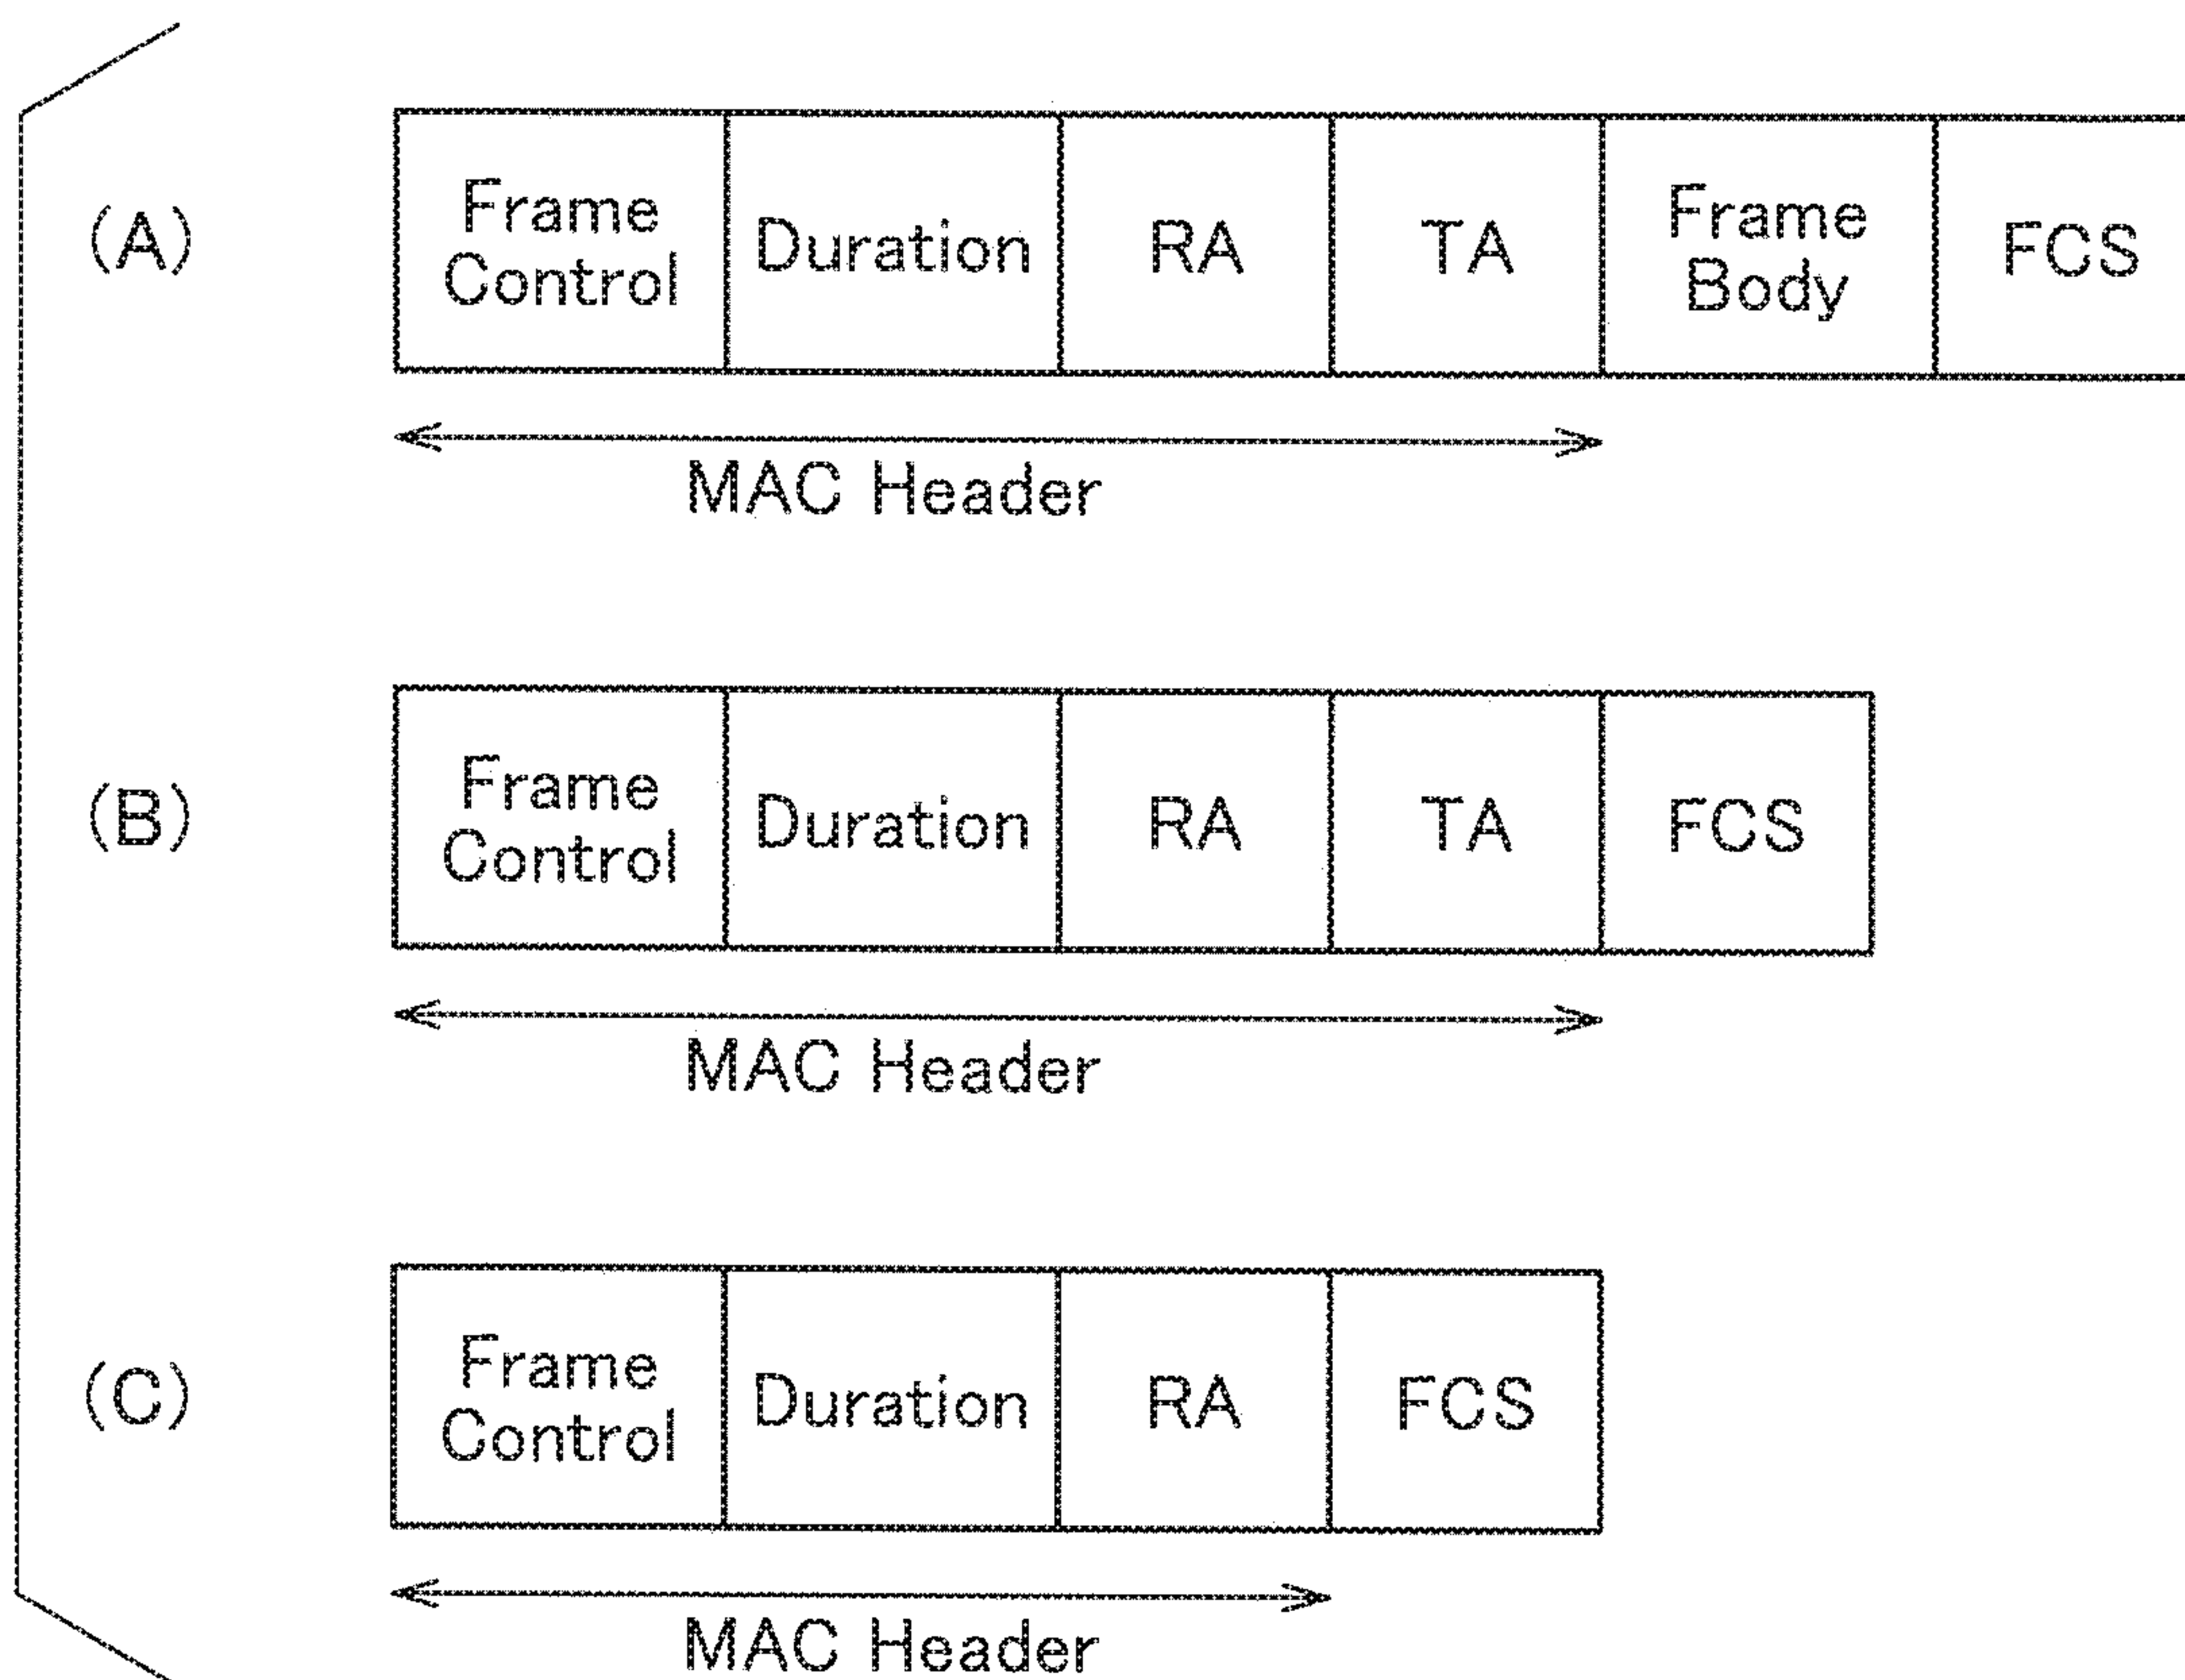 (A) Frame Control Duration RA TA Frame Body FCS
MAC Header
(B) Frame Control Duration RA TA FCS
MAC Header
(C) Frame Control Duration RA FCS
MAC Header